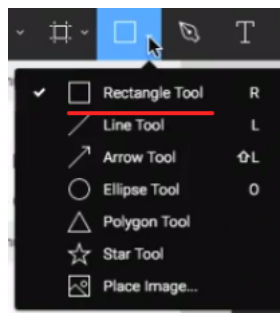 T
Rectangle Tool R
Line Tool L
Arrow Tool ⇧L
Ellipse Tool O
Polygon Tool
Star Tool
Place Image...